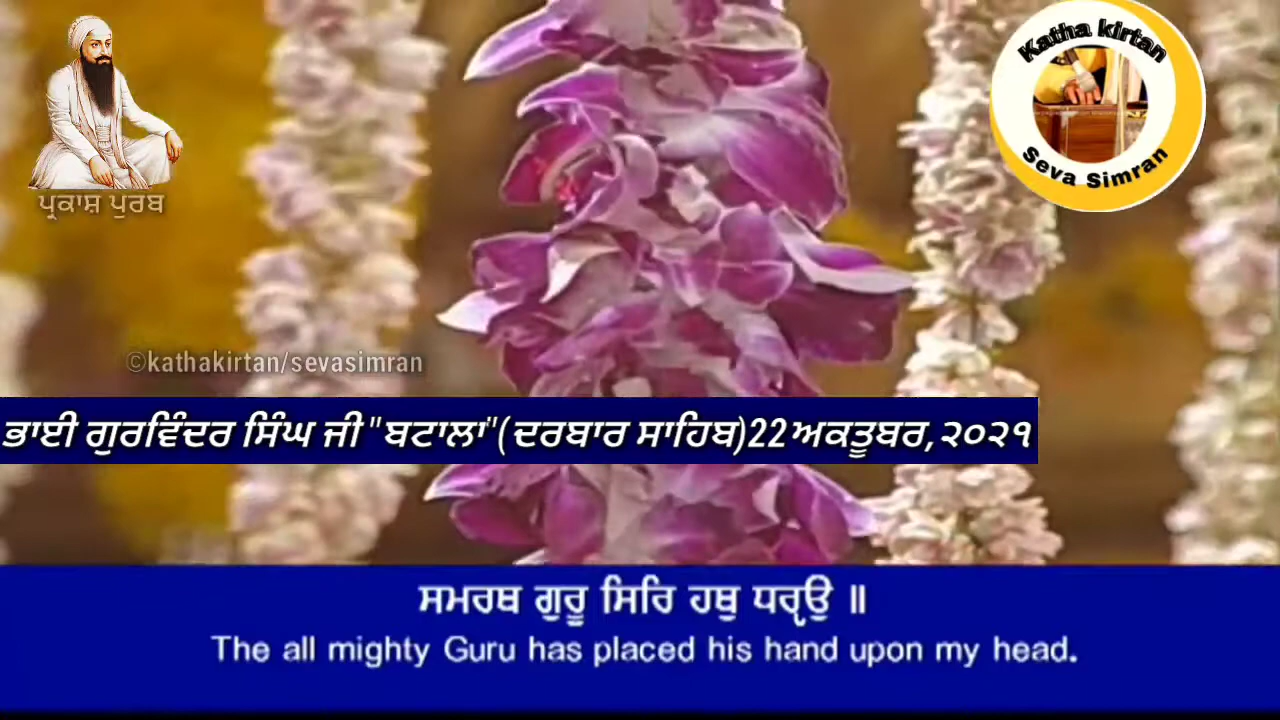 Katha kirtan
Seva Simran
ਪ੍ਰਕਾਸ਼ ਪੁਰਬ
©kathakirtan/sevasimran
ਭਾਈ ਗੁਰਵਿੰਦਰ ਸਿੰਘ ਜੀ "ਬਟਾਲਾ"(ਦਰਬਾਰ ਸਾਹਿਬ)22 ਅਕਤੂਬਰ,੨੦੨੧
ਸਮਰਥ ਗੁਰੂ ਸਿਰਿ ਹਥੁ ਧਰੵਉ ॥
The all mighty Guru has placed his hand upon my head.